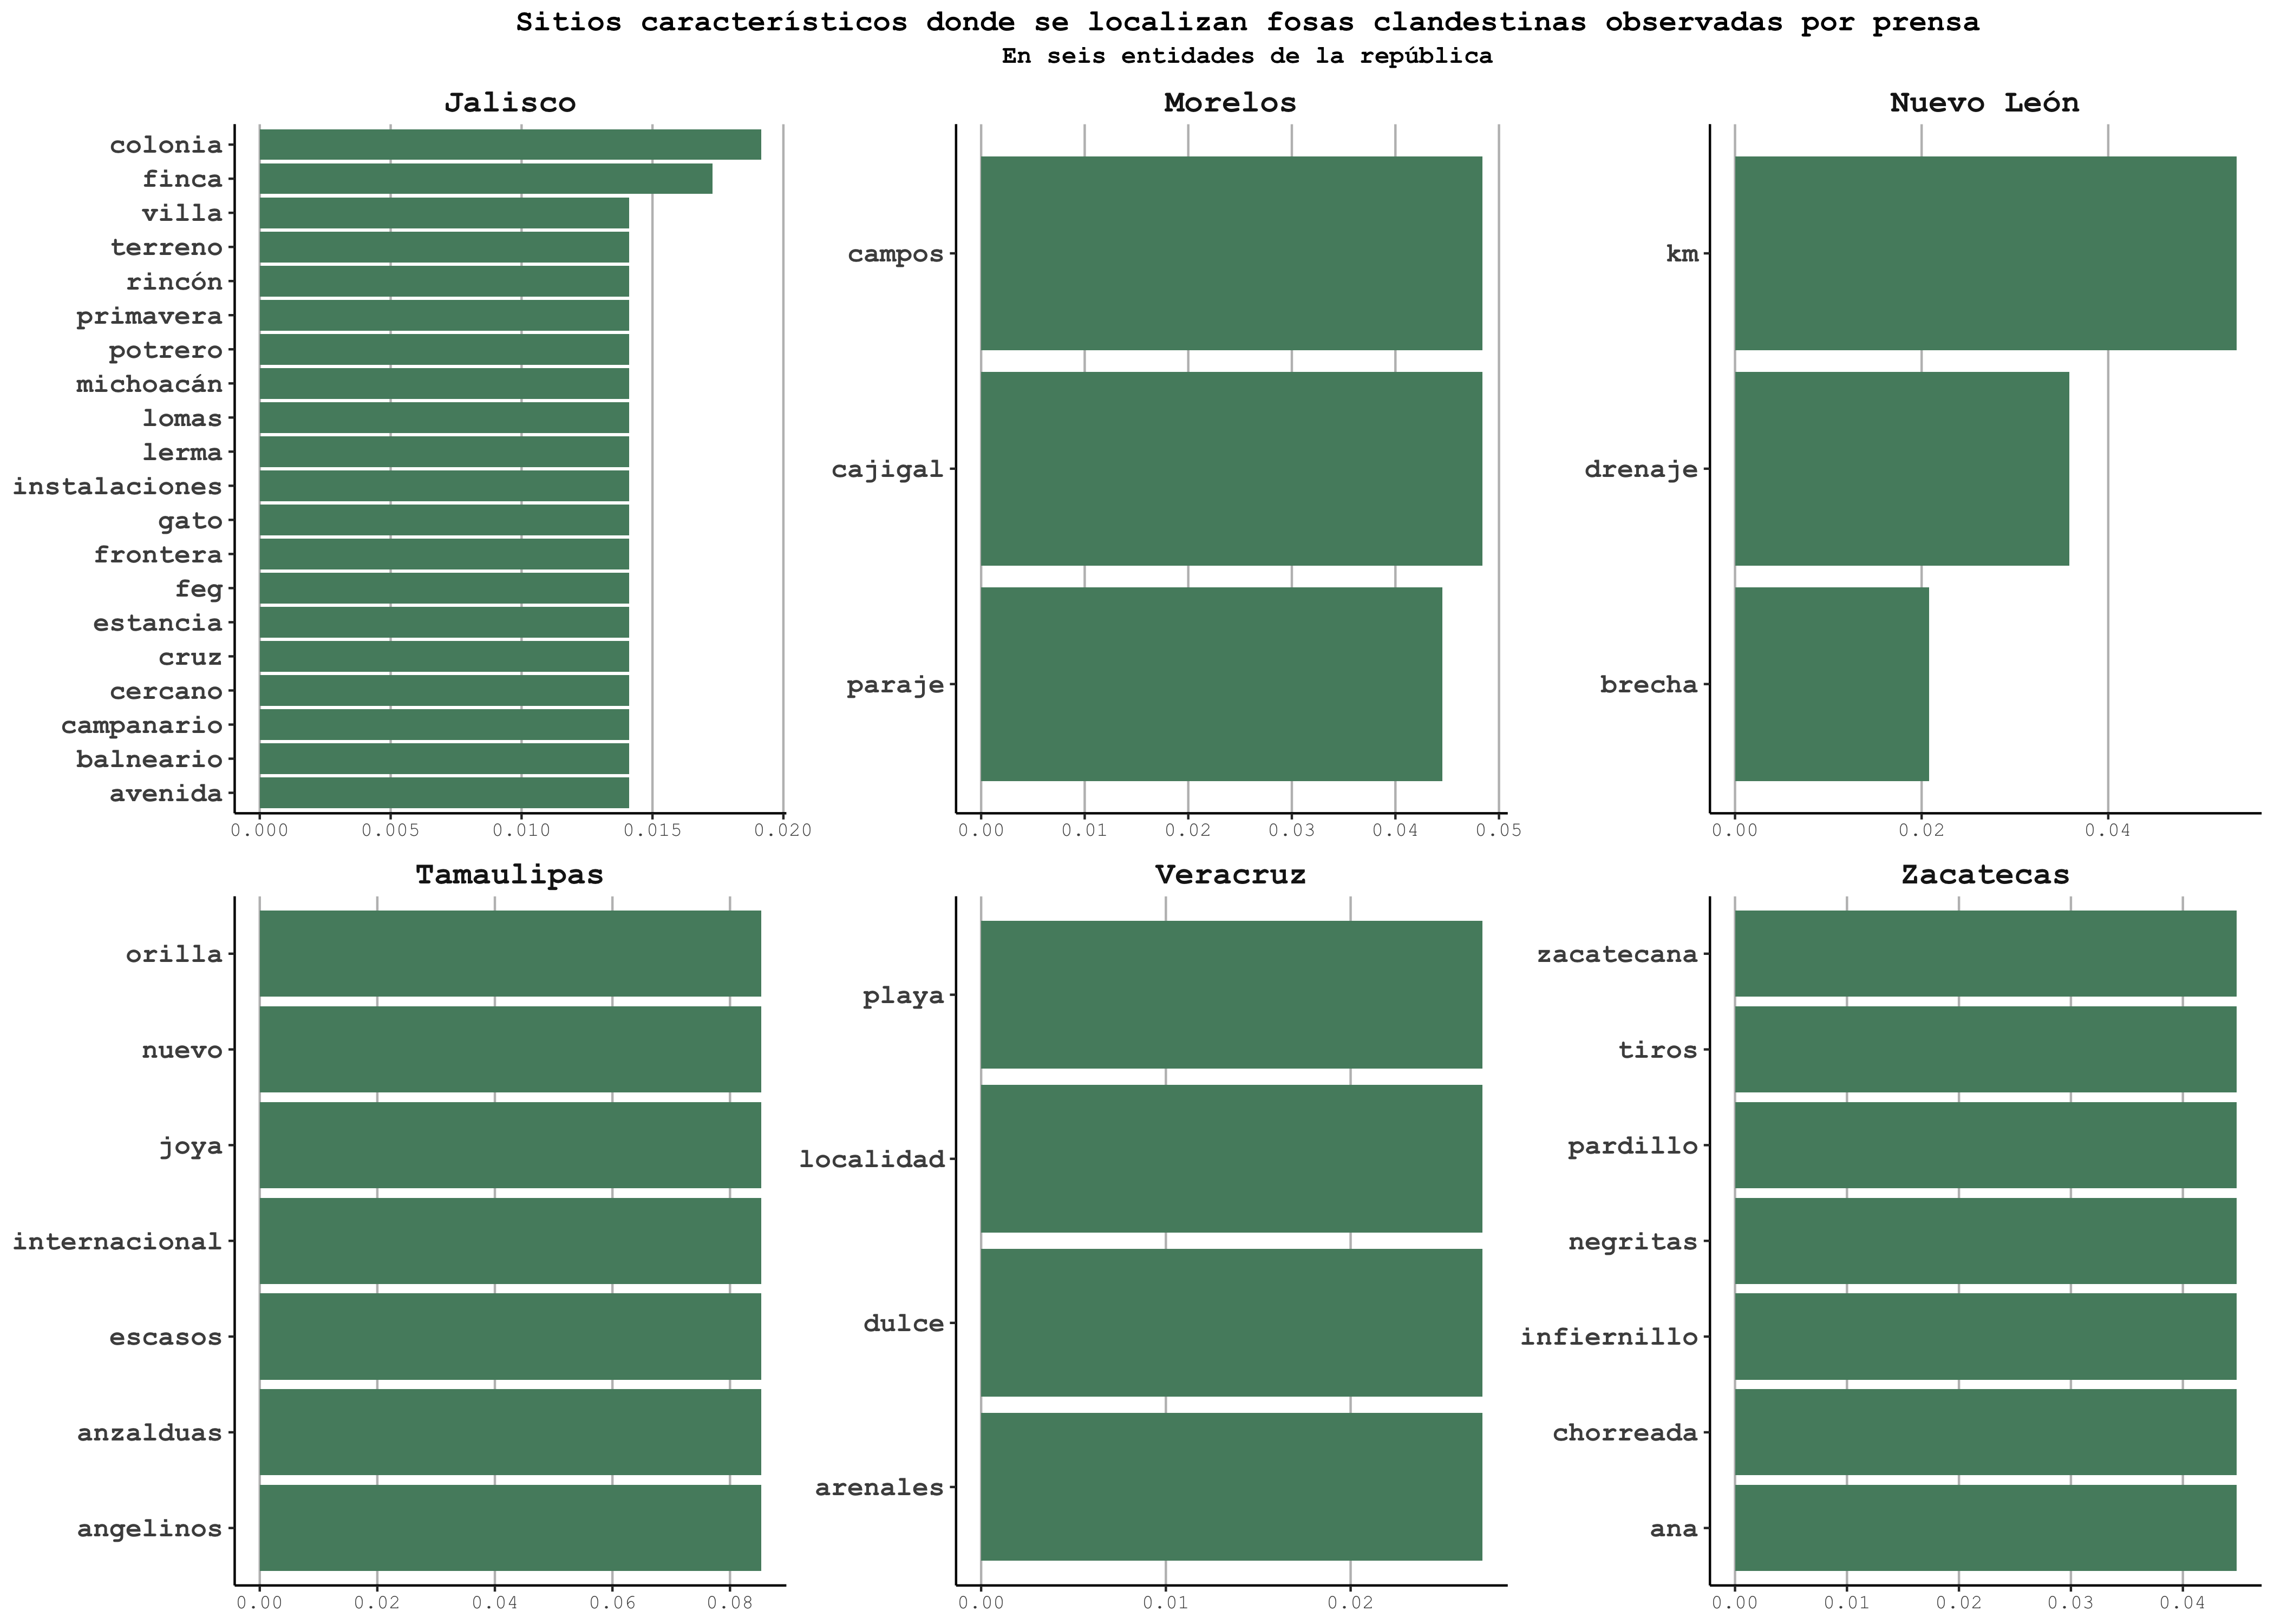 Sitios característicos donde se localizan fosas clandestinas observadas por prensa
En seis entidades de la república
Jalisco
colonia
finca
villa
terreno
rincón
primavera
potrero
michoacán
lomas
lerma
instalaciones
gato
frontera
feg
estancia
cruz
cercano
campanario
balneario
avenida
0.000 0.005 0.010 0.015 0.020
Morelos
campos
cajigal
paraje
0.00 0.01 0.02 0.03 0.04 0.05
Nuevo León
km
drenaje
brecha
0.00 0.02 0.04
Tamaulipas
orilla
nuevo
joya
internacional
escasos
anzalduas
angelinos
0.00 0.02 0.04 0.06 0.08
Veracruz
playa
localidad
dulce
arenales
0.00 0.01 0.02
Zacatecas
zacatecana
tiros
pardillo
negritas
infiernillo
chorreada
ana
0.00 0.01 0.02 0.03 0.04